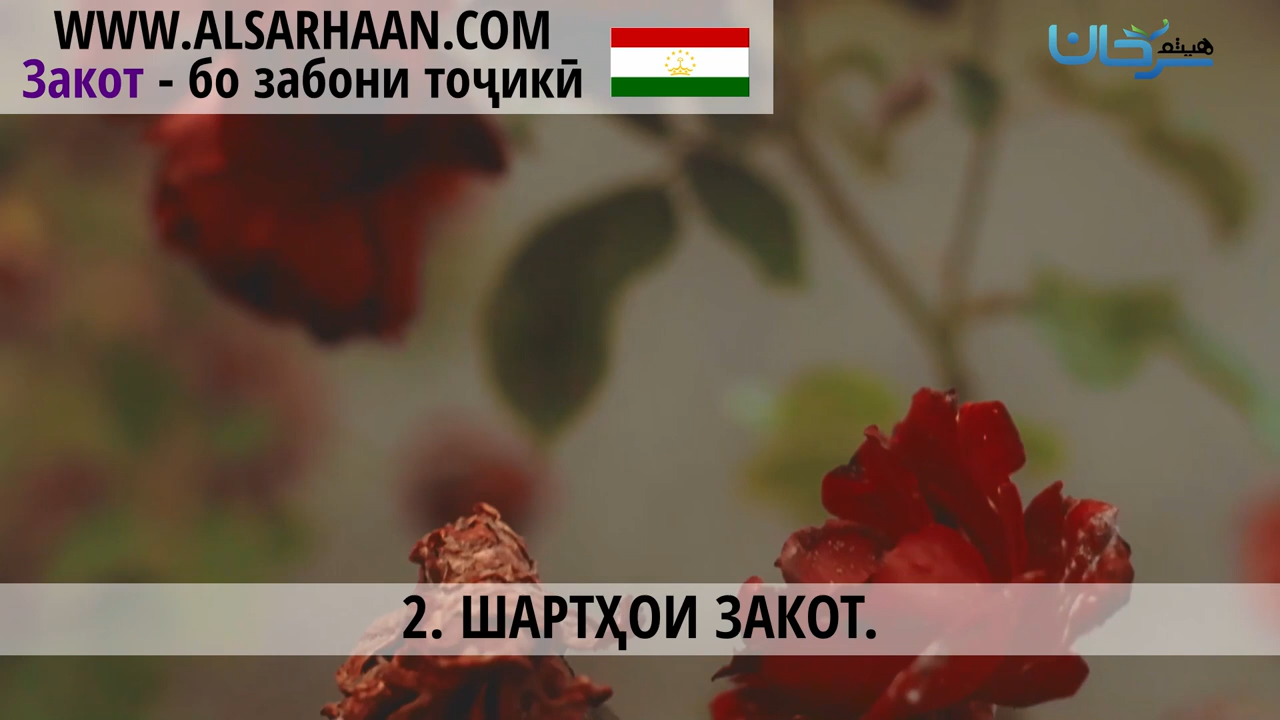 WWW.ALSARHAAN.COM
Закот - бо забони тоҷикӣ
هيثم
سرحان
2. ШАРТҲОИ ЗАКОТ.